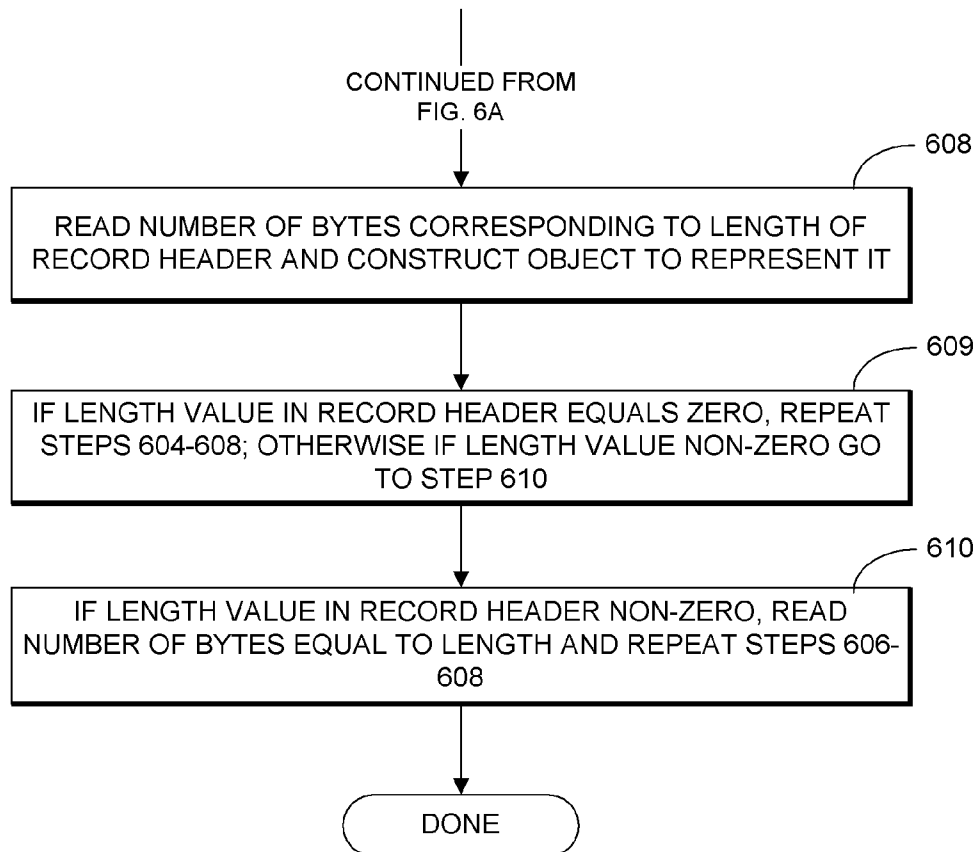 CONTINUED FROM
FIG. 6A
608
READ NUMBER OF BYTES CORRESPONDING TO LENGTH OF
RECORD HEADER AND CONSTRUCT OBJECT TO REPRESENT IT
609
IF LENGTH VALUE IN RECORD HEADER EQUALS ZERO, REPEAT
STEPS 604-608; OTHERWISE IF LENGTH VALUE NON-ZERO GO
TO STEP 610
610
IF LENGTH VALUE IN RECORD HEADER NON-ZERO, READ
NUMBER OF BYTES EQUAL TO LENGTH AND REPEAT STEPS 606-
608
DONE